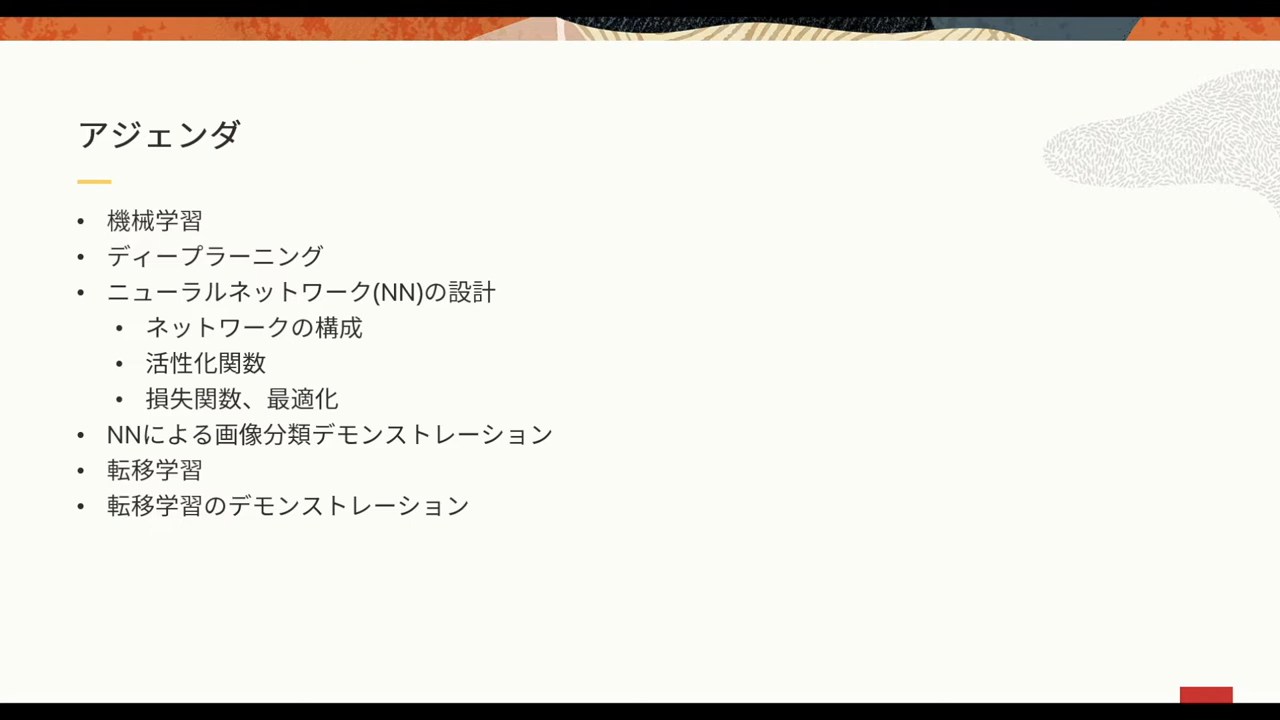 アジェンダ
• 機械学習
• ディープラーニング
• ニューラルネットワーク(NN)の設計
• ネットワークの構成
• 活性化関数
• 損失関数、最適化
• NNによる画像分類デモンストレーション
• 転移学習
• 転移学習のデモンストレーション